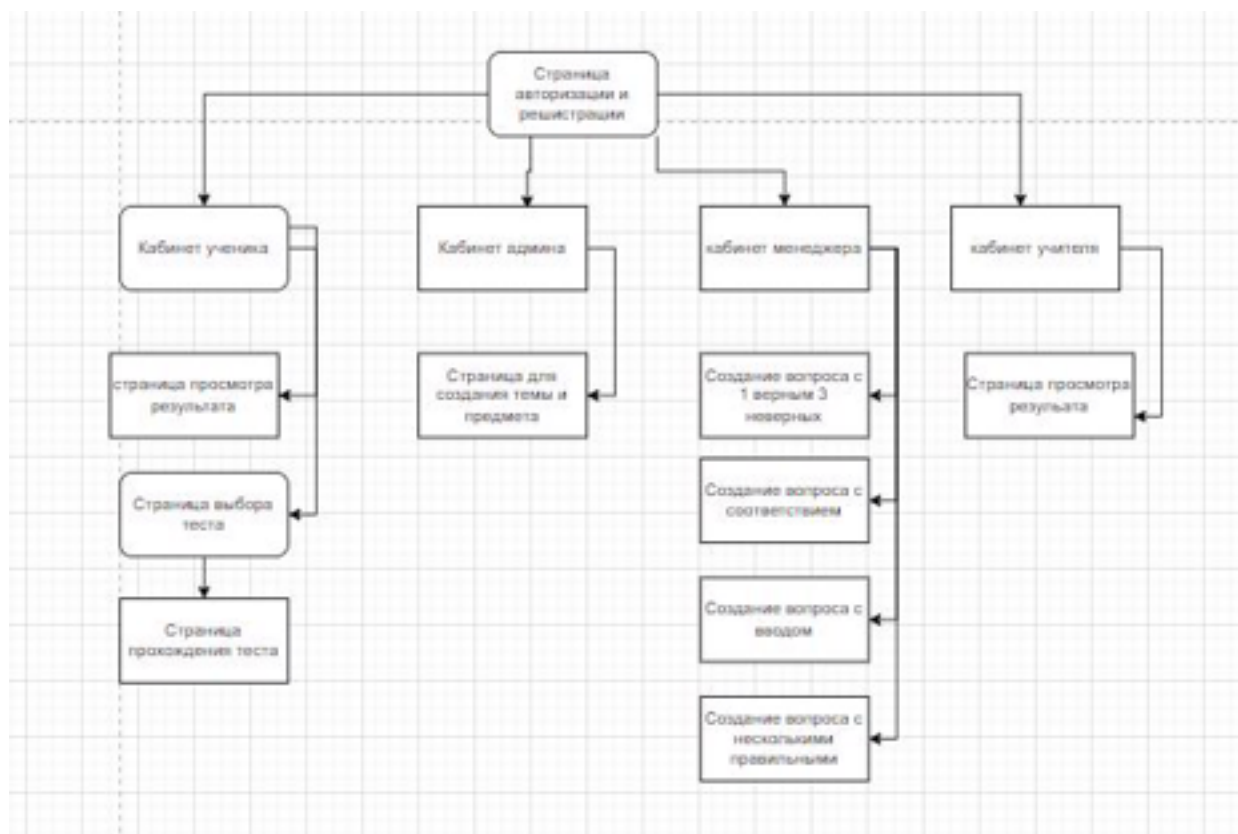 Страница
авторизации и
решистрации
Кабинет ученика
Кабинет админа
кабинет менеджера
кабинет учителя
страница просмотра
результата
Страница для
создания темы и
предмета
Создание вопроса с
1 верным 3
неверных
Страница просмотра
резульата
Страница выбора
теста
Создание вопроса с
соответствием
Страница
прохождения теста
Создание вопроса с
вводом
Создание вопроса с
несколькими
правильными